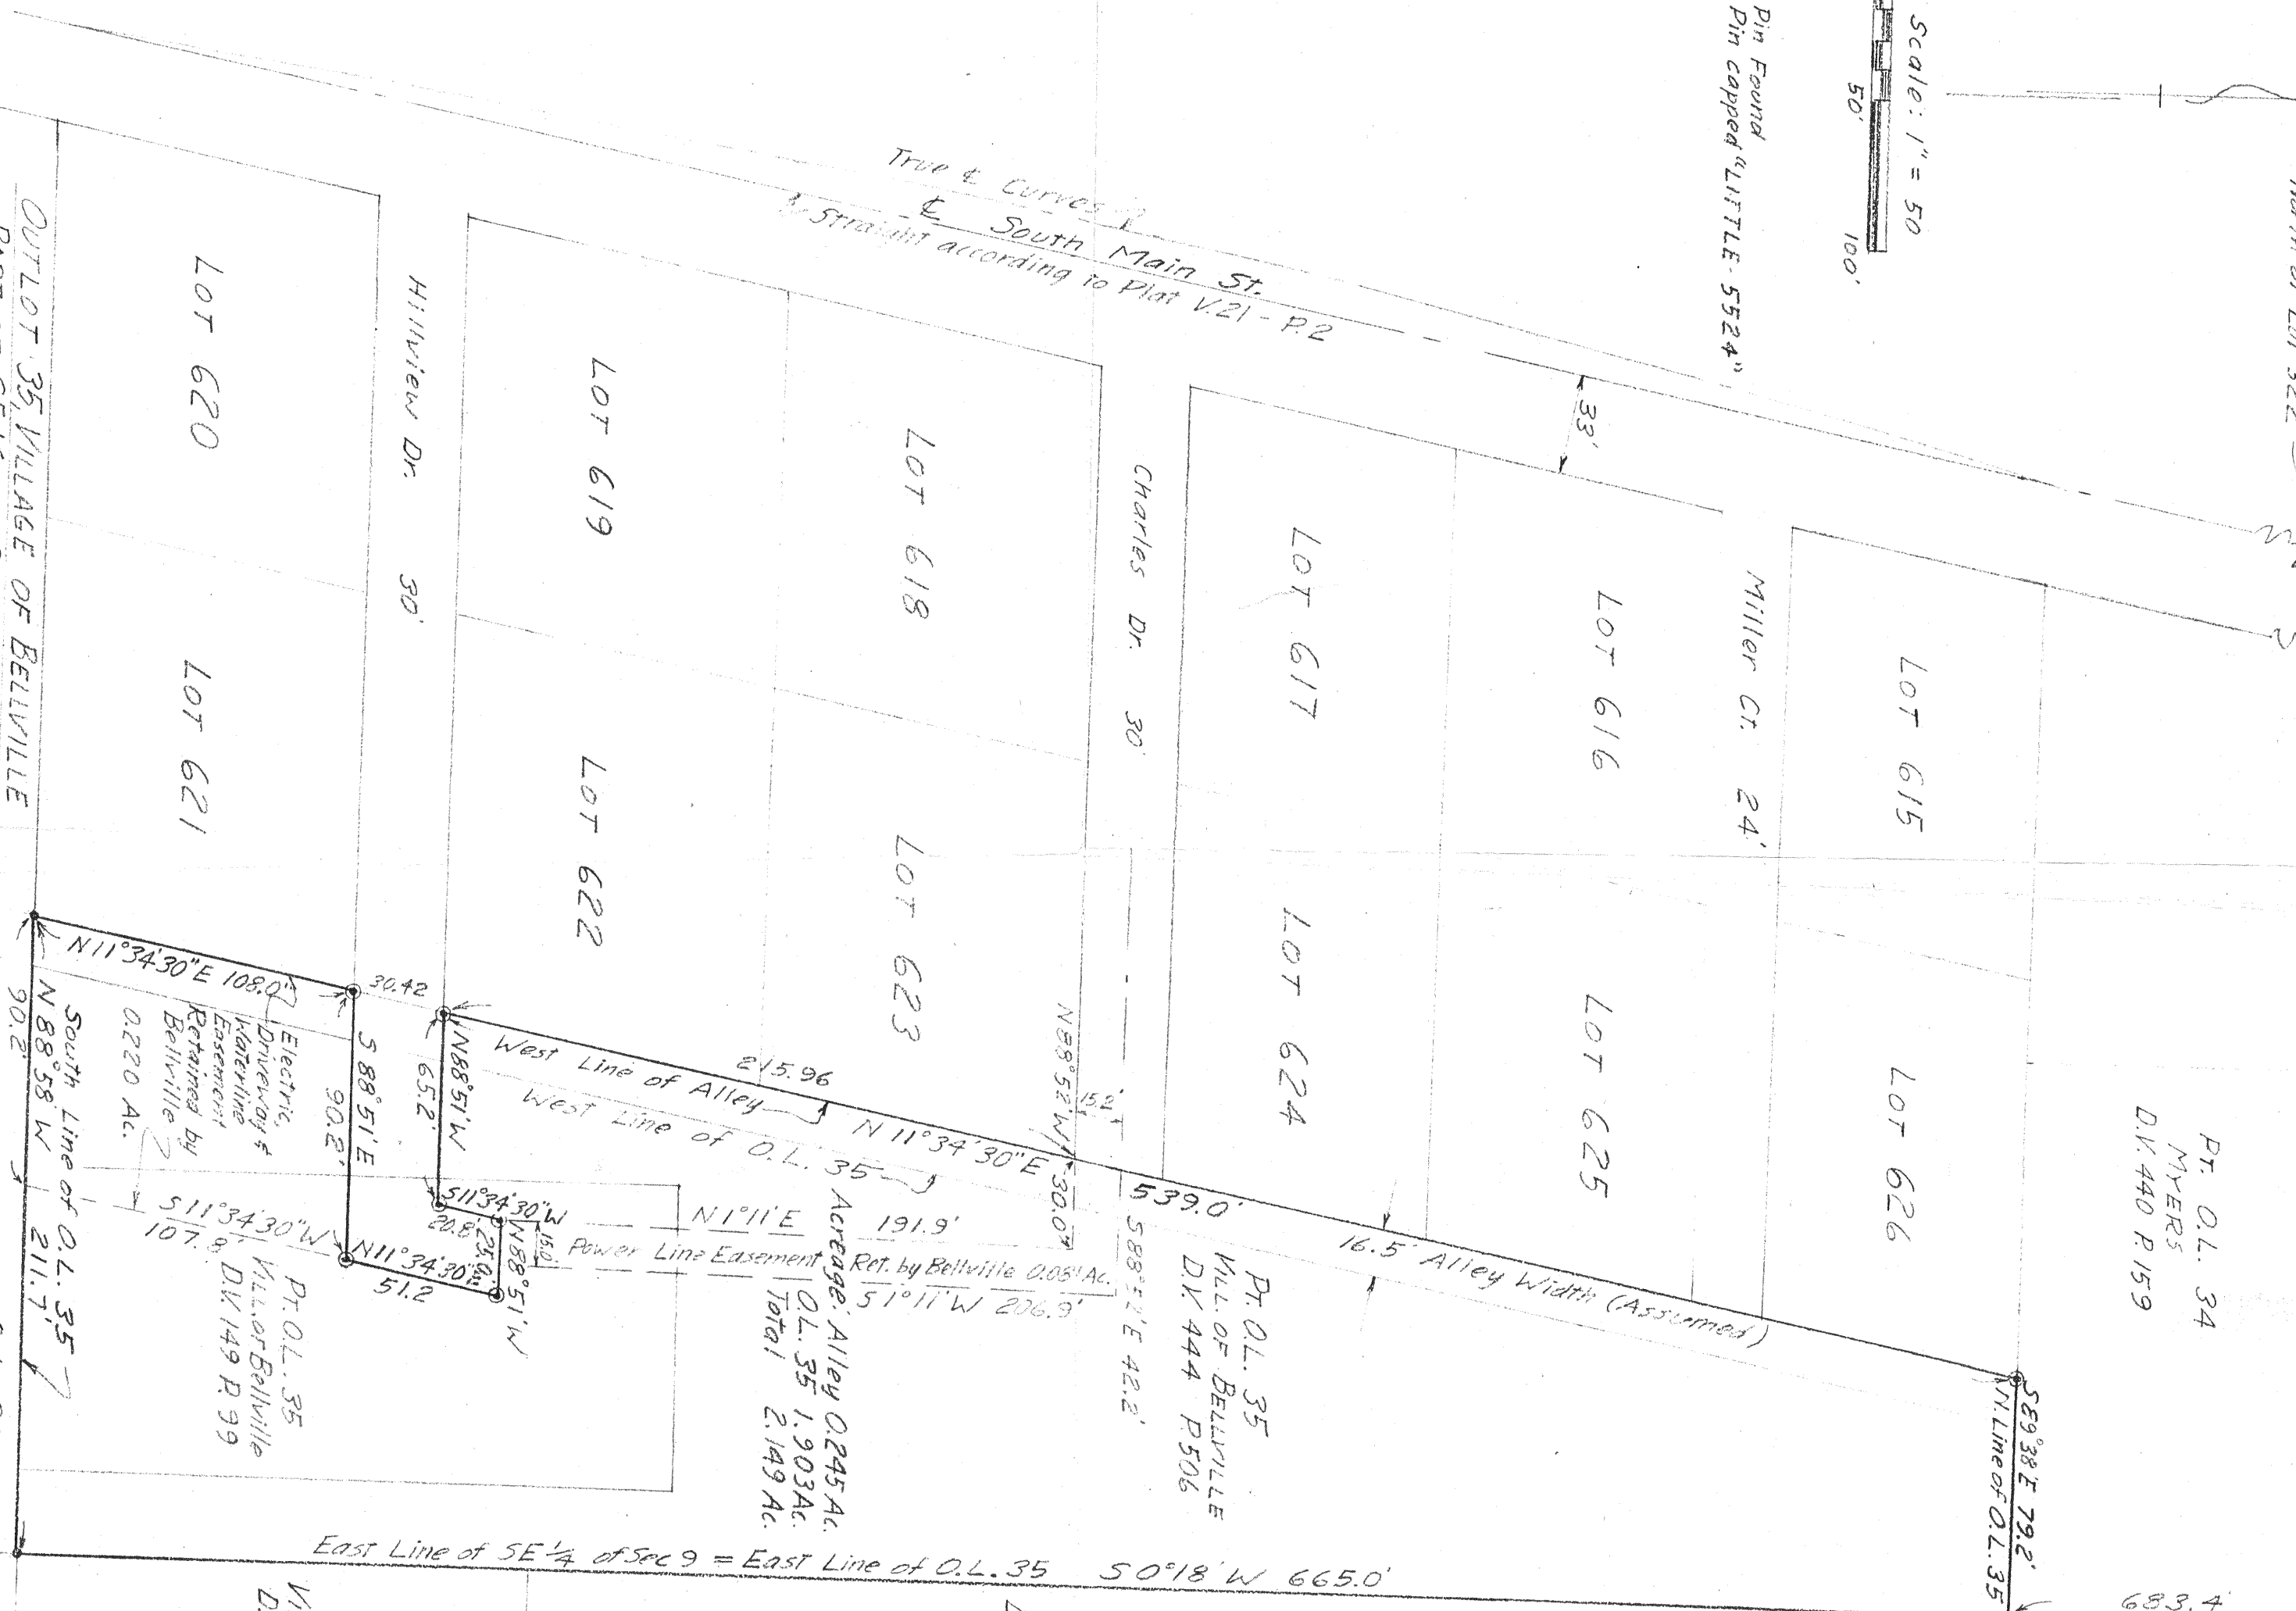 Scale: 1" = 50
50'
100'
Pin Found
Pin capped "LITTLE-5524"
True ℄ Curves
℄ South Main St.
Straight according to Plat V.21 - P.2
33'
OUTLOT 35, VILLAGE OF BELLVILLE
LOT 620
LOT 621
Hillview Dr. 30'
LOT 619
LOT 618
LOT 622
LOT 623
Charles Dr. 30'
LOT 617
LOT 616
LOT 624
LOT 625
Miller Ct. 24'
LOT 615
LOT 626
Pt. O.L. 34
MYERS
D.V. 440 P. 159
N 11°34'30"E 108.0'
30.42
Electric,
Driveway &
Waterline
Easement
Retained by
Bellville
0.220 Ac.
South Line of O.L. 35
N 88°58' W 211.7'
90.2'
S 88°51' E
90.2'
N 88°51' W
65.2'
West Line of Alley
215.96
West Line of O.L. 35
N 11°34'30"E
539.0'
N 88°52' W
15.2'
30.0'
S 11°34'30"W
20.8'
N 88°51' W
25.0'
15.0'
N 1°11' E 191.9'
Power Line Easement Ret. by Bellville 0.08 Ac.
S 1°11' W 206.9'
S 88°52' E 42.2'
S 11°34'30"W
107.8'
N 11°34'30"E
51.2
Pt. O.L. 35
Vill. of Bellville
D.V. 149 P. 99
Acreage: Alley 0.245 Ac.
O.L. 35 1.903 Ac.
Total 2.149 Ac.
Pt. O.L. 35
VILL. OF BELLVILLE
D.V. 444 P. 506
16.5' Alley Width (Assumed)
S 89°38' E 79.2'
N. Line of O.L. 35
East Line of SE ¼ of Sec 9 = East Line of O.L. 35 S 0°18' W 665.0'
683.4'